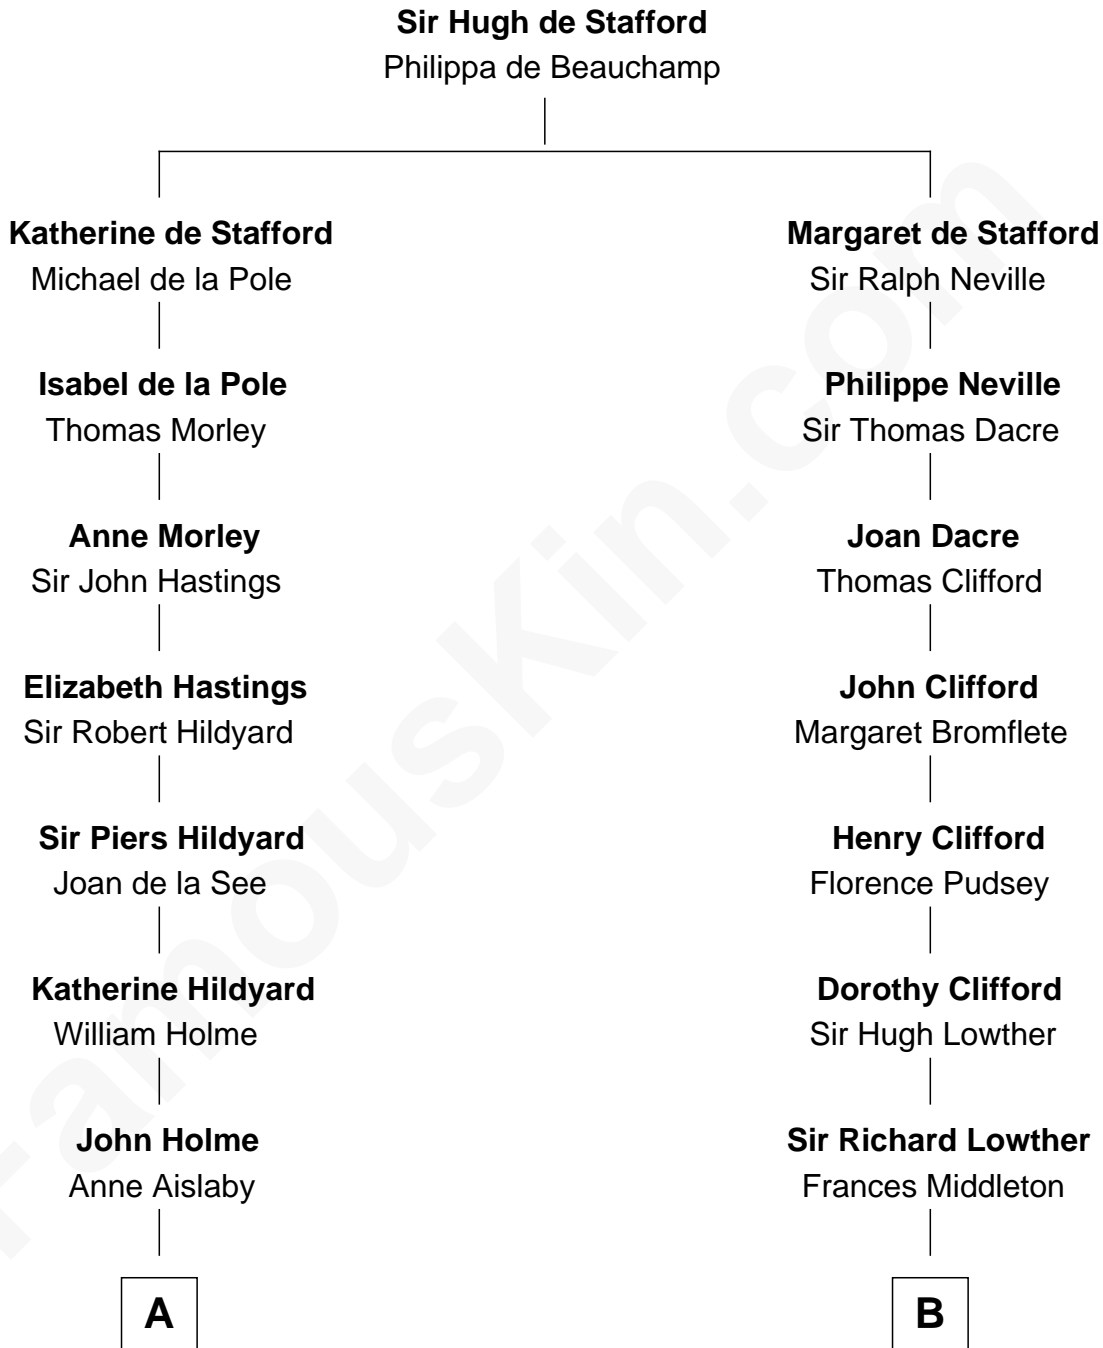 Sir Hugh de Stafford
Philippa de Beauchamp
Katherine de Stafford
Michael de la Pole
Margaret de Stafford
Sir Ralph Neville
Isabel de la Pole
Thomas Morley
Philippe Neville
Sir Thomas Dacre
Anne Morley
Sir John Hastings
Joan Dacre
Thomas Clifford
Elizabeth Hastings
Sir Robert Hildyard
John Clifford
Margaret Bromflete
Sir Piers Hildyard
Joan de la See
Henry Clifford
Florence Pudsey
Katherine Hildyard
William Holme
Dorothy Clifford
Sir Hugh Lowther
John Holme
Anne Aislaby
Sir Richard Lowther
Frances Middleton
A
B
FamousKin.com